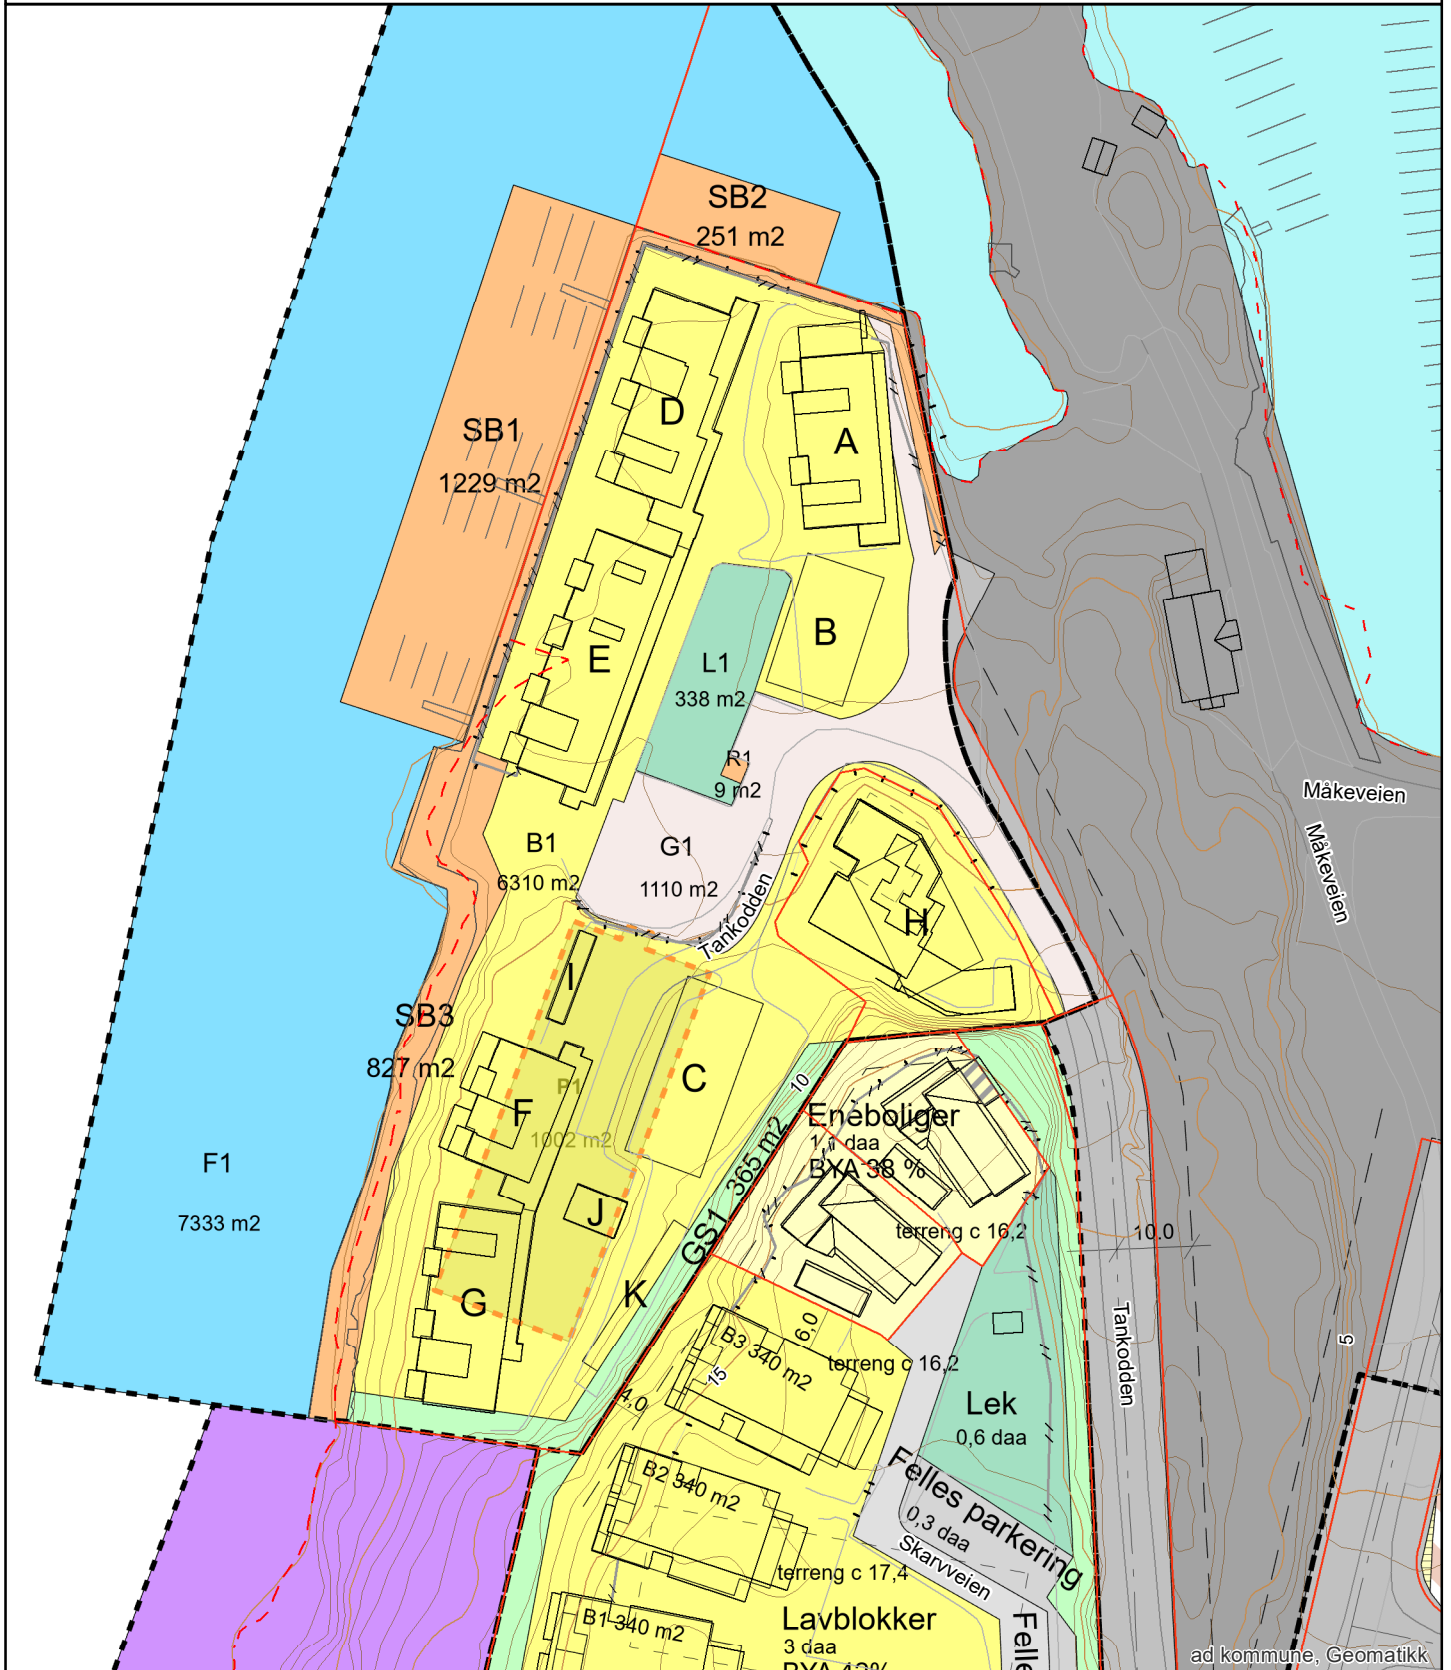 SB2
251 m2
SB1
1229 m2
D
A
E
B
L1
338 m2
R1
9 m2
B1
6310 m2
G1
1110 m2
Tankodden
H
Måkeveien
Måkeveien
I
SB3
827 m2
F
P1
1002 m2
C
F1
7333 m2
J
G
K
GS1 365 m2
10
Eneboliger
1,1 daa
BYA 38 %
terreng c 16,2
10.0
Tankodden
5
B3 340 m2
6.0
15
terreng c 16,2
4,0
Lek
0,6 daa
B2 340 m2
Felles parkering
0,3 daa
Skarvveien
terreng c 17,4
B1 340 m2
Lavblokker
3 daa
Felle
ad kommune, Geomatikk